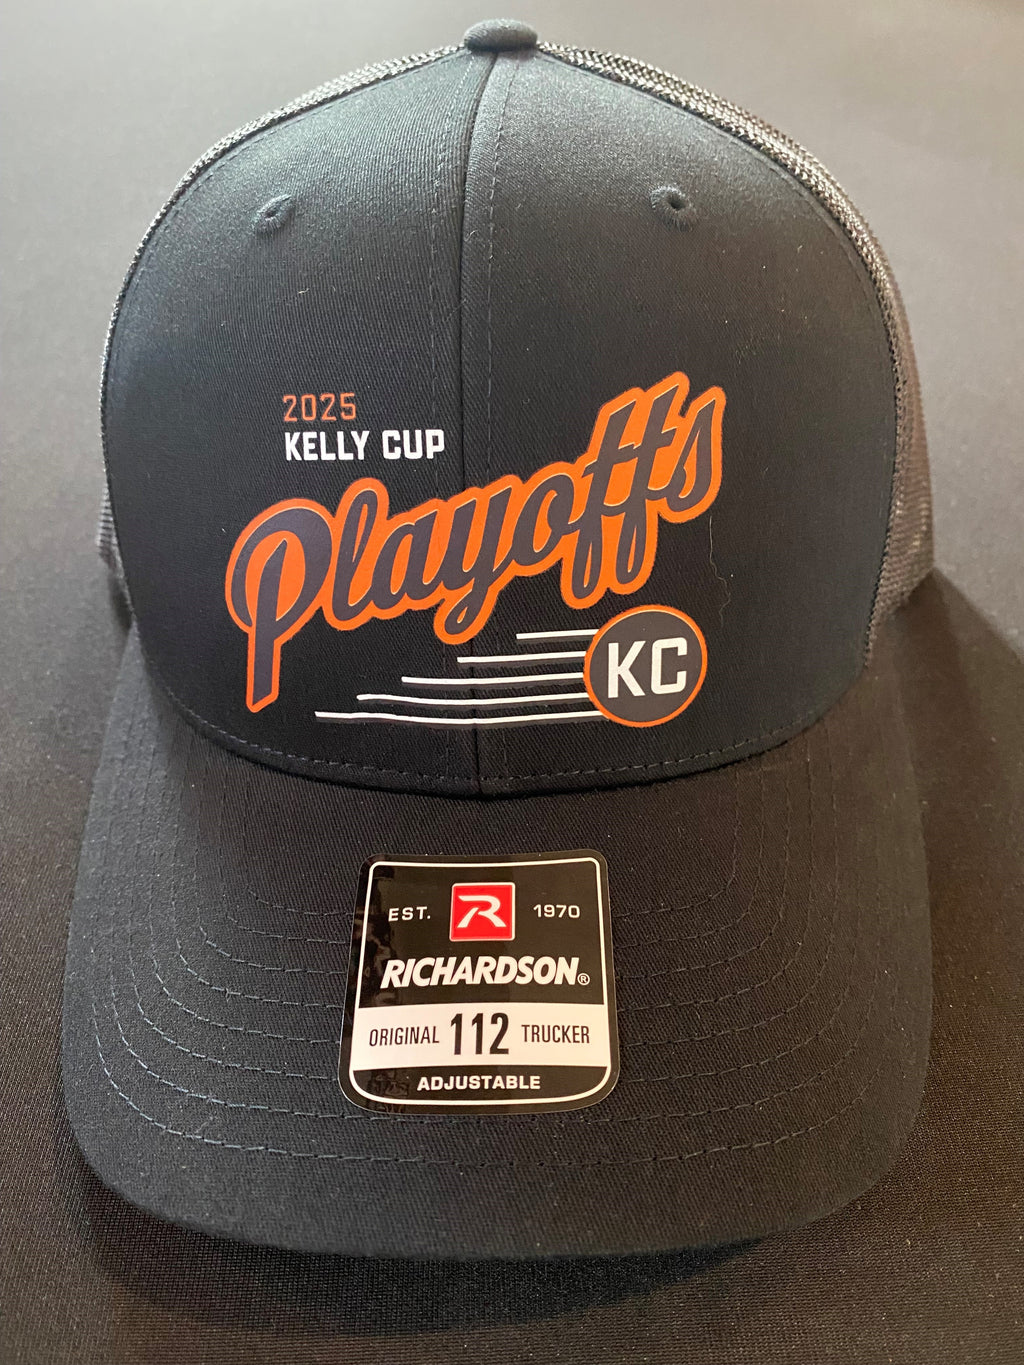 2025
KELLY CUP
Playoffs
KC
EST. R 1970
RICHARDSON®
ORIGINAL 112 TRUCKER
ADJUSTABLE